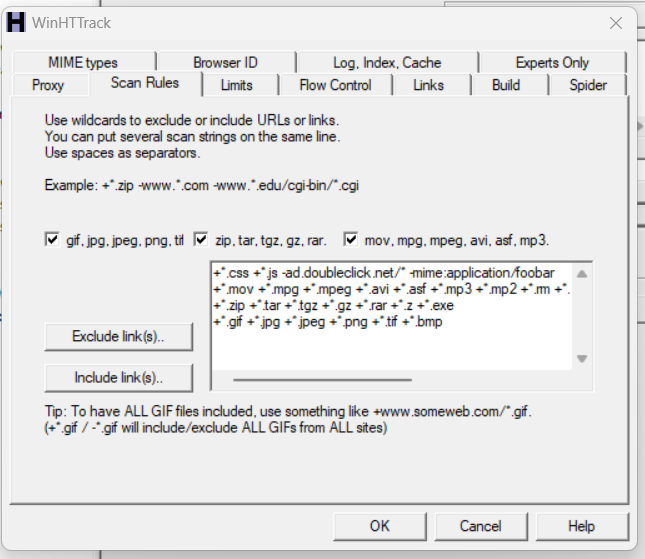 WinHTTrack
MIME types Browser ID Log, Index, Cache Experts Only
Proxy Scan Rules Limits Flow Control Links Build Spider
Use wildcards to exclude or include URLs or links.
You can put several scan strings on the same line.
Use spaces as separators.
Example: +*.zip -www.*.com -www.*.edu/cgi-bin/*.cgi
gif, jpg, jpeg, png, tif zip, tar, tgz, gz, rar. mov, mpg, mpeg, avi, asf, mp3.
+*.css +*.js -ad.doubleclick.net/* -mime:application/foobar
+*.mov +*.mpg +*.mpeg +*.avi +*.asf +*.mp3 +*.mp2 +*.rm +*.
+*.zip +*.tar +*.tgz +*.gz +*.rar +*.z +*.exe
+*.gif +*.jpg +*.jpeg +*.png +*.tif +*.bmp
Exclude link(s)..
Include link(s)..
Tip: To have ALL GIF files included, use something like +www.someweb.com/*.gif.
(+*.gif / -*.gif will include/exclude ALL GIFs from ALL sites)
OK Cancel Help